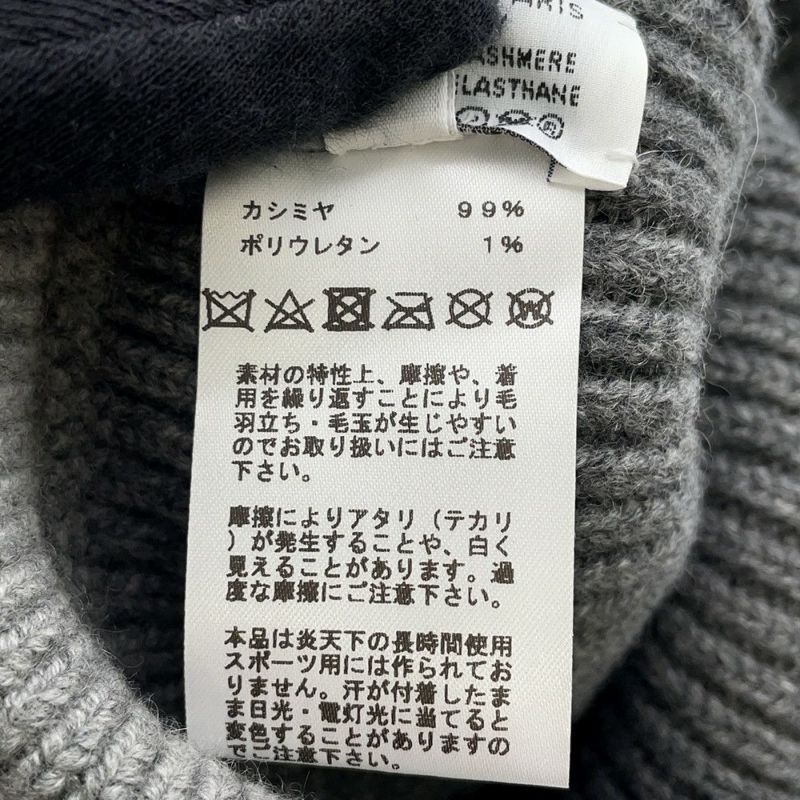 PARIS
CASHMERE
ELASTHANE
カシミヤ 99%
ポリウレタン 1%
W
素材の特性上、摩擦や、着
用を繰り返すことにより毛
羽立ち・毛玉が生じやすい
のでお取り扱いにはご注意
下さい。
摩擦によりアタリ（テカリ
）が発生することや、白く
見えることがあります。過
度な摩擦にご注意下さい。
本品は炎天下の長時間使用
スポーツ用には作られてお
りません。汗が付着したま
ま日光・電灯光に当てると
変色することがありますの
でご注意下さい。